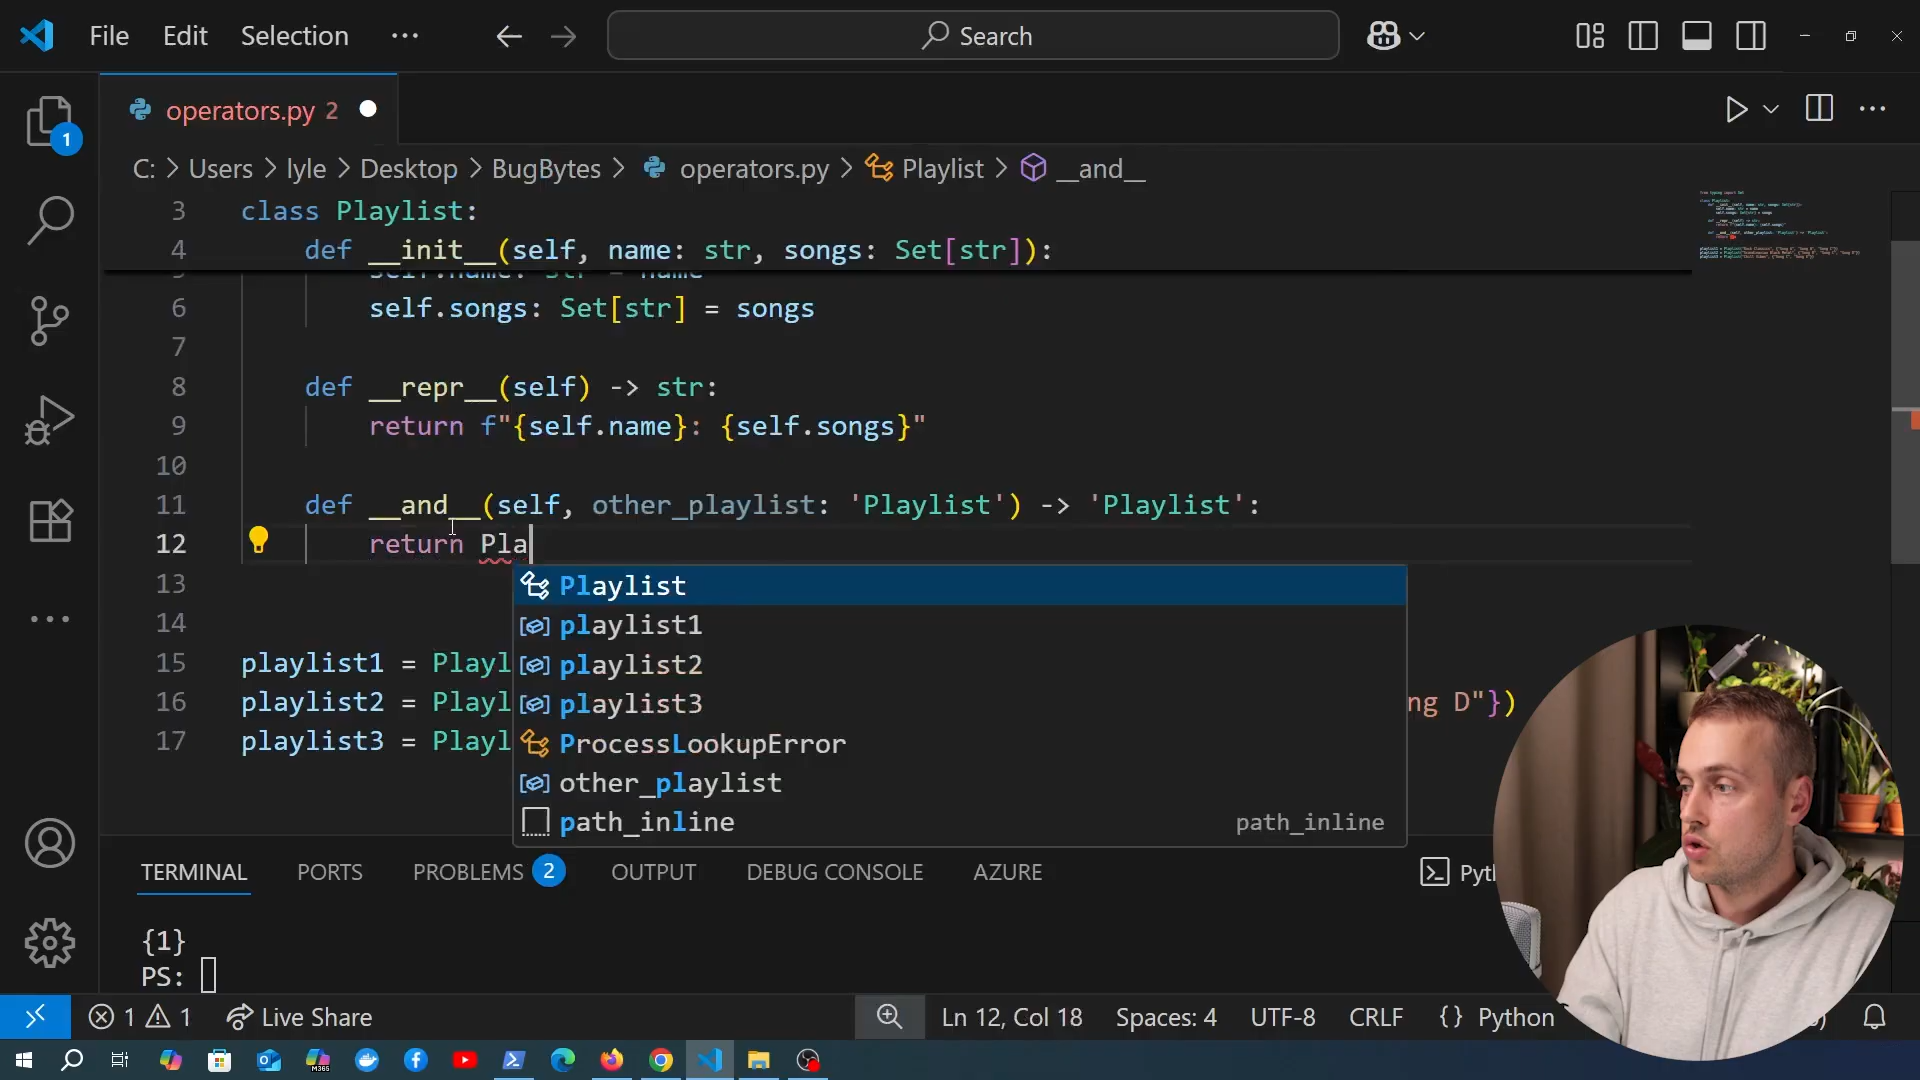 File Edit Selection ... Search
operators.py 2
C: > Users > lyle > Desktop > BugBytes > operators.py > Playlist > __and__
3 class Playlist:
4 def __init__(self, name: str, songs: Set[str]):
6 self.songs: Set[str] = songs
7
8 def __repr__(self) -> str:
9 return f"{self.name}: {self.songs}"
10
11 def __and__(self, other_playlist: 'Playlist') -> 'Playlist':
12 return Pla
13
14
15 playlist1 = Playl
16 playlist2 = Playl ng D"})
17 playlist3 = Playl
Playlist
playlist1
playlist2
playlist3
ProcessLookupError
other_playlist
path_inline path_inline
TERMINAL PORTS PROBLEMS 2 OUTPUT DEBUG CONSOLE AZURE
{1}
PS:
1 1 Live Share Ln 12, Col 18 Spaces: 4 UTF-8 CRLF {} Python